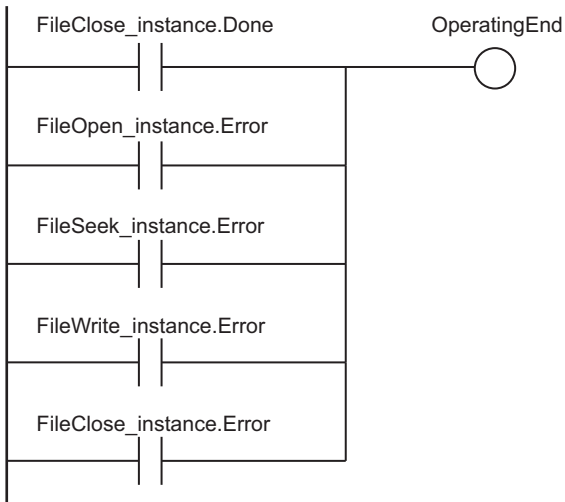 FileClose_instance.Done OperatingEnd
FileOpen_instance.Error
FileSeek_instance.Error
FileWrite_instance.Error
FileClose_instance.Error